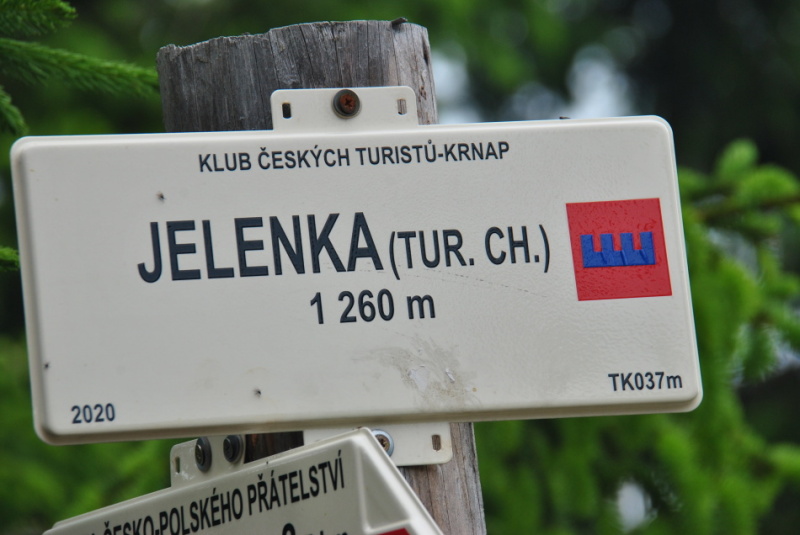 KLUB ČESKÝCH TURISTŮ-KRNAP
JELENKA (TUR. CH.)
1 260 m
2020
TK037m
ČESKO-POLSKÉHO PŘÁTELSTVÍ